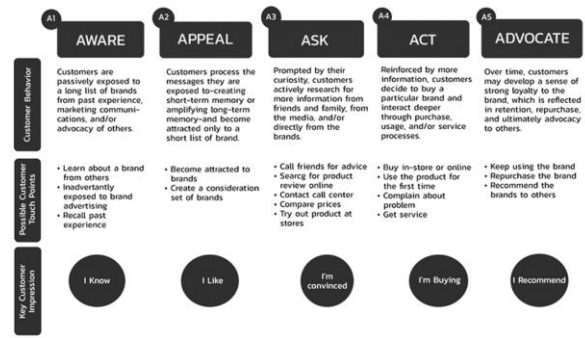 A1
AWARE
A2
APPEAL
A3
ASK
A4
ACT
A5
ADVOCATE
Customer Behavior
Customers are
passively exposed to
a long list of brands
from past experience,
marketing communi-
cations, and/or
advocacy of others.
Customers process the
messages they are
exposed to-creating
short-term memory or
amplifying long-term
memory-and become
attracted only to a
short list of brand.
Prompted by their
curiosity, customers
actively research for
more information from
friends and family, from
the media, and/or
directly from the
brands.
Reinforced by more
information, customers
decide to buy a
particular brand and
interact deeper
through purchase,
usage, and/or service
processes.
Over time, customers
may develop a sense of
strong loyalty to the
brand, which is reflected
in retention, repurchase,
and ultimately advocacy
to others.
Possible Customer
Touch Points
• Learn about a brand
from others
• Inadvertantly
exposed to brand
advertising
• Recall past
experience
• Become attracted to
brands
• Create a consideration
set of brands
• Call friends for advice
• Searcg for product
review online
• Contact call center
• Compare prices
• Try out product at
stores
• Buy in-store or online
• Use the product for
the first time
• Complain about
problem
• Get service
• Keep using the brand
• Repurchase the brand
• Recommend the
brands to others
Key Customer
Impression
I Know
I Like
I'm
convinced
I'm Buying
I Recommend